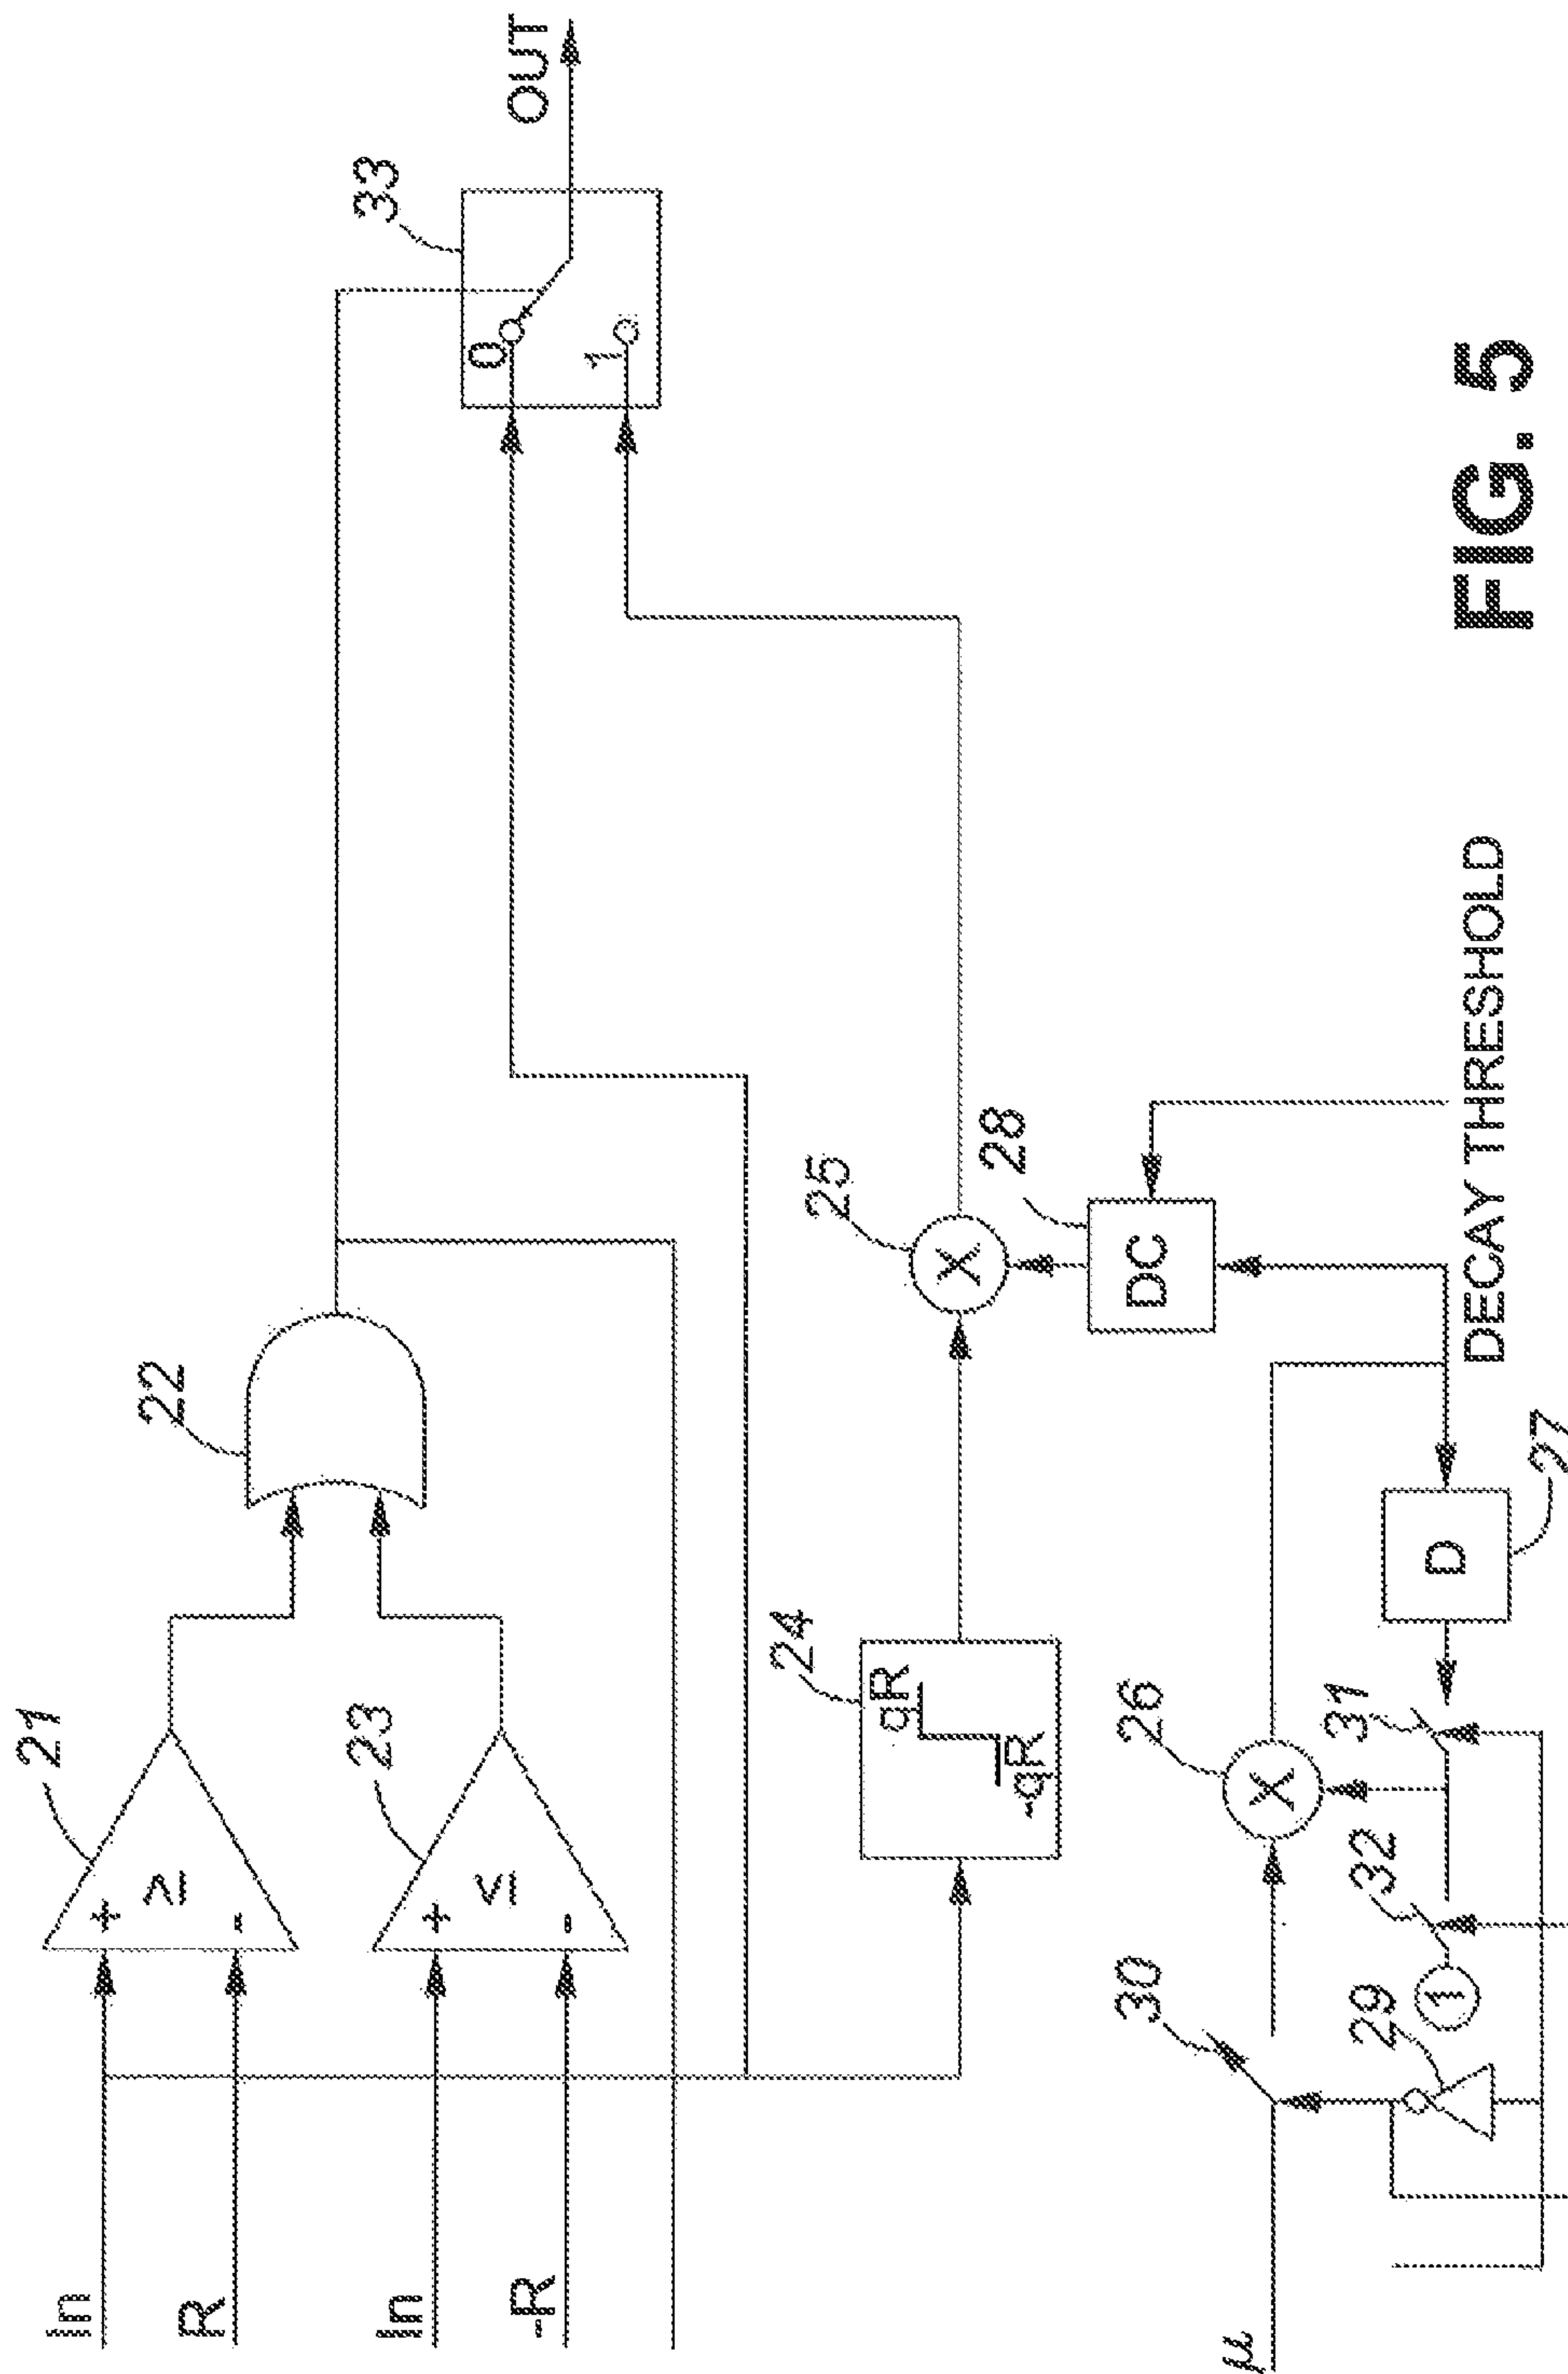 In
R
In
-R
μ
+
≥
-
21
+
≤
-
23
22
24
qR
-qR
X
25
DC
28
X
26
D
27
DECAY THRESHOLD
30
29
1
32
31
0
1
33
OUT
FIG. 5